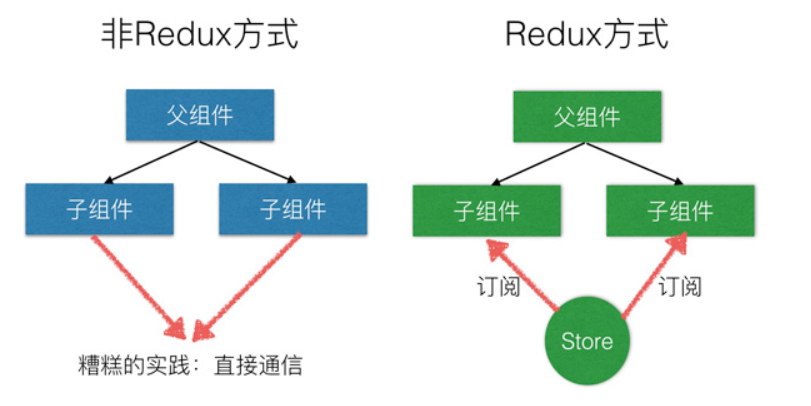 非Redux方式
父组件
子组件
子组件
糟糕的实践：直接通信
Redux方式
父组件
子组件
子组件
订阅
订阅
Store